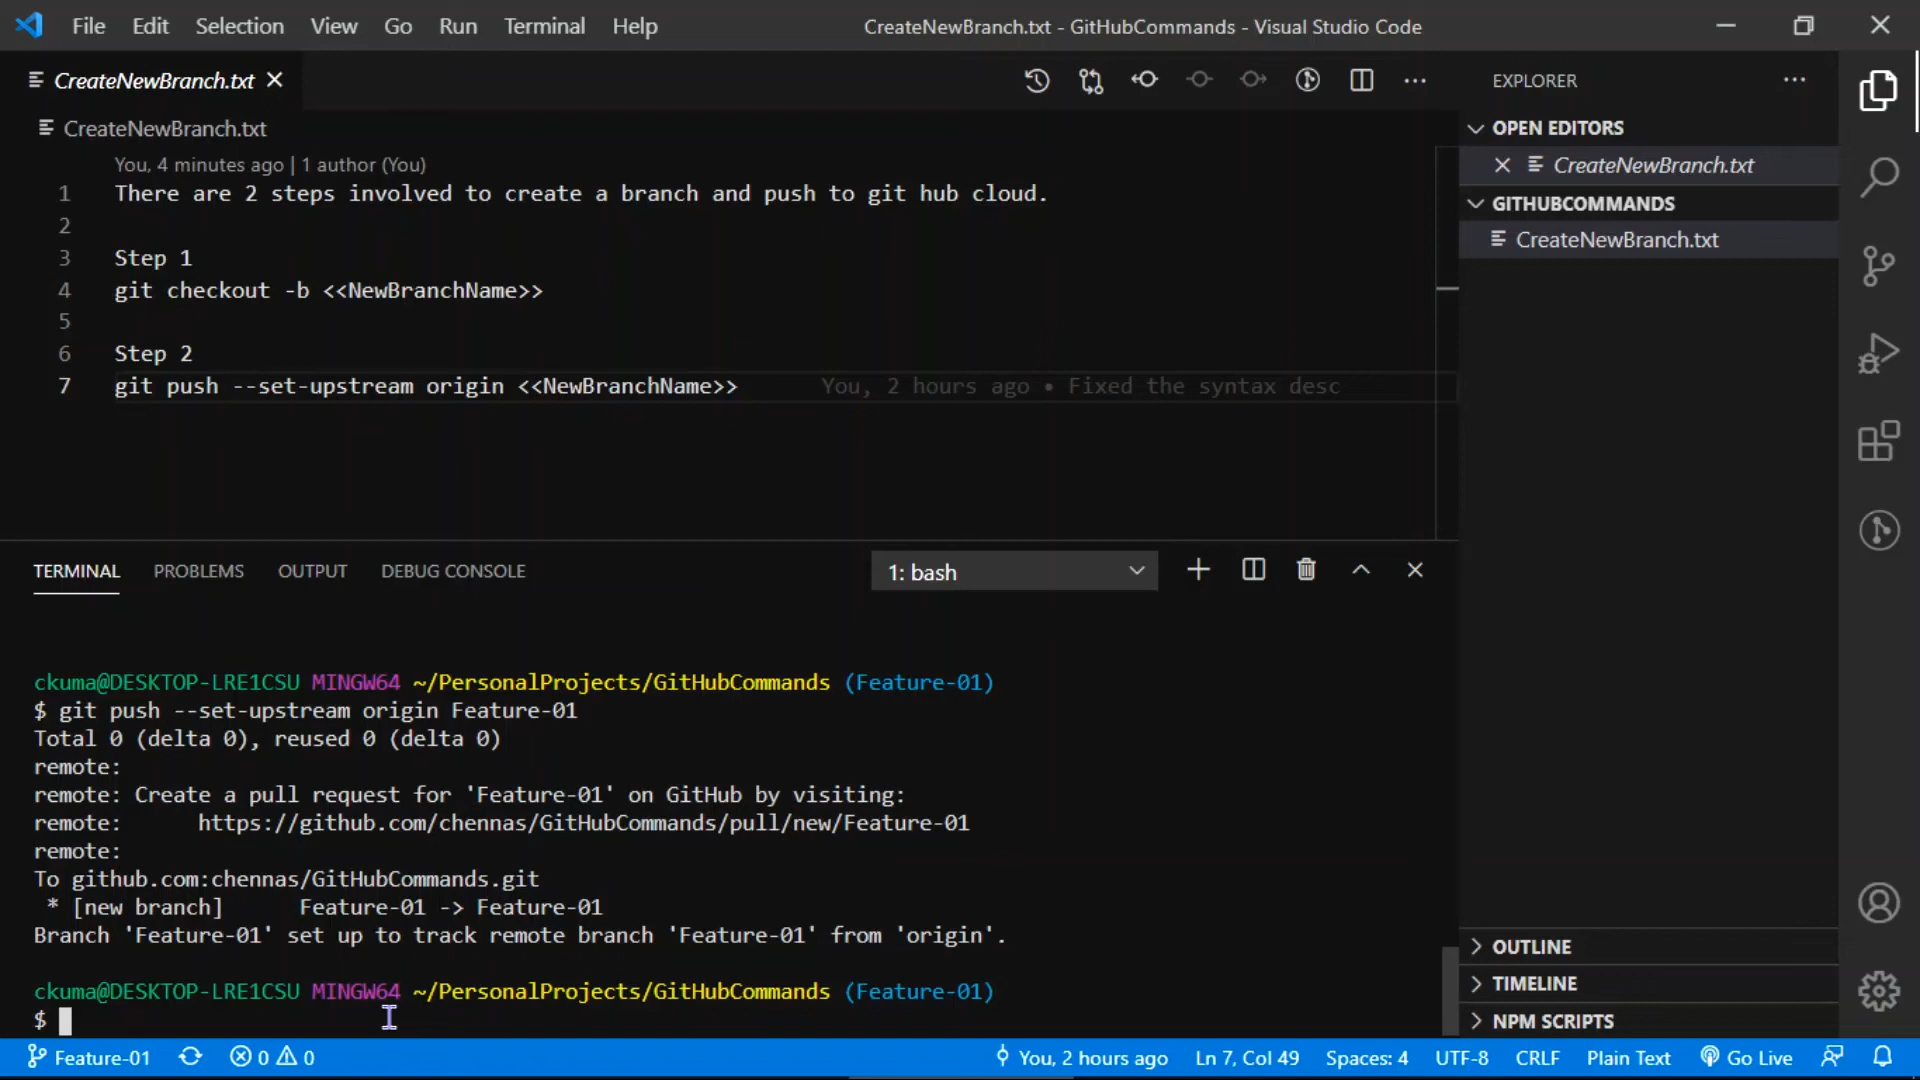 File Edit Selection View Go Run Terminal Help CreateNewBranch.txt - GitHubCommands - Visual Studio Code
CreateNewBranch.txt
CreateNewBranch.txt
You, 4 minutes ago | 1 author (You)
1 There are 2 steps involved to create a branch and push to git hub cloud.
2
3 Step 1
4 git checkout -b <<NewBranchName>>
5
6 Step 2
7 git push --set-upstream origin <<NewBranchName>> You, 2 hours ago • Fixed the syntax desc
EXPLORER
OPEN EDITORS
CreateNewBranch.txt
GITHUBCOMMANDS
CreateNewBranch.txt
OUTLINE
TIMELINE
NPM SCRIPTS
TERMINAL PROBLEMS OUTPUT DEBUG CONSOLE 1: bash
ckuma@DESKTOP-LRE1CSU MINGW64 ~/PersonalProjects/GitHubCommands (Feature-01)
$ git push --set-upstream origin Feature-01
Total 0 (delta 0), reused 0 (delta 0)
remote:
remote: Create a pull request for 'Feature-01' on GitHub by visiting:
remote: https://github.com/chennas/GitHubCommands/pull/new/Feature-01
remote:
To github.com:chennas/GitHubCommands.git
* [new branch] Feature-01 -> Feature-01
Branch 'Feature-01' set up to track remote branch 'Feature-01' from 'origin'.
ckuma@DESKTOP-LRE1CSU MINGW64 ~/PersonalProjects/GitHubCommands (Feature-01)
$
Feature-01 0 0 You, 2 hours ago Ln 7, Col 49 Spaces: 4 UTF-8 CRLF Plain Text Go Live